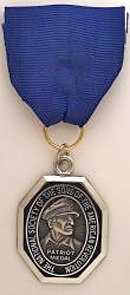 THE NATIONAL SOCIETY OF THE SONS OF THE AMERICAN REVOLUTION
PATRIOT
MEDAL